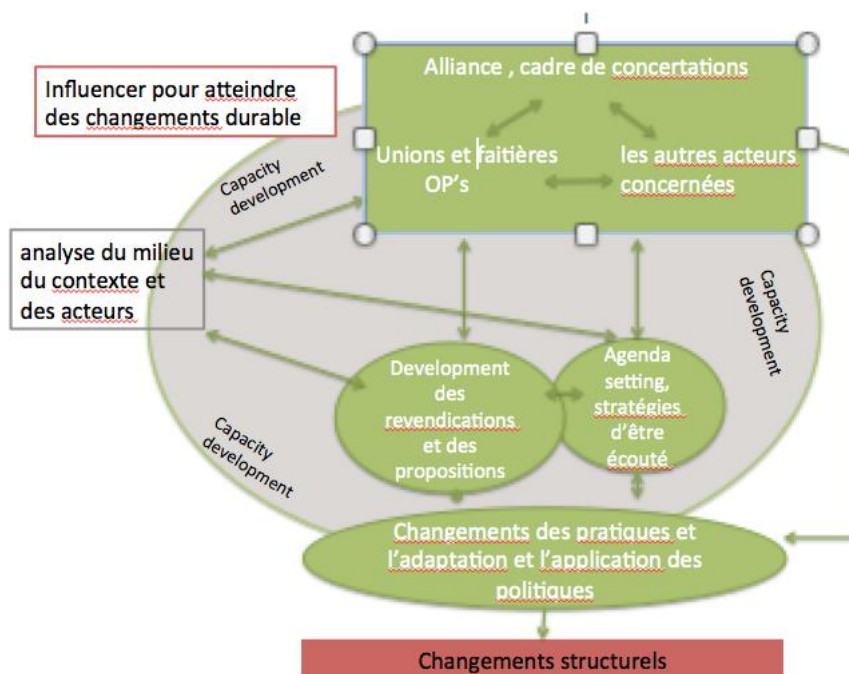 Alliance , cadre de concertations
Influencer pour atteindre
des changements durable
Unions et faitières
OP's
les autres acteurs
concernées
Capacity
development
analyse du milieu
du contexte et
des acteurs
Capacity
development
Development
des
revendications
et des
propositions
Agenda
setting,
stratégies
d'être
écouté
Capacity
development
Changements des pratiques et
l'adaptation et l'application des
politiques
Changements structurels